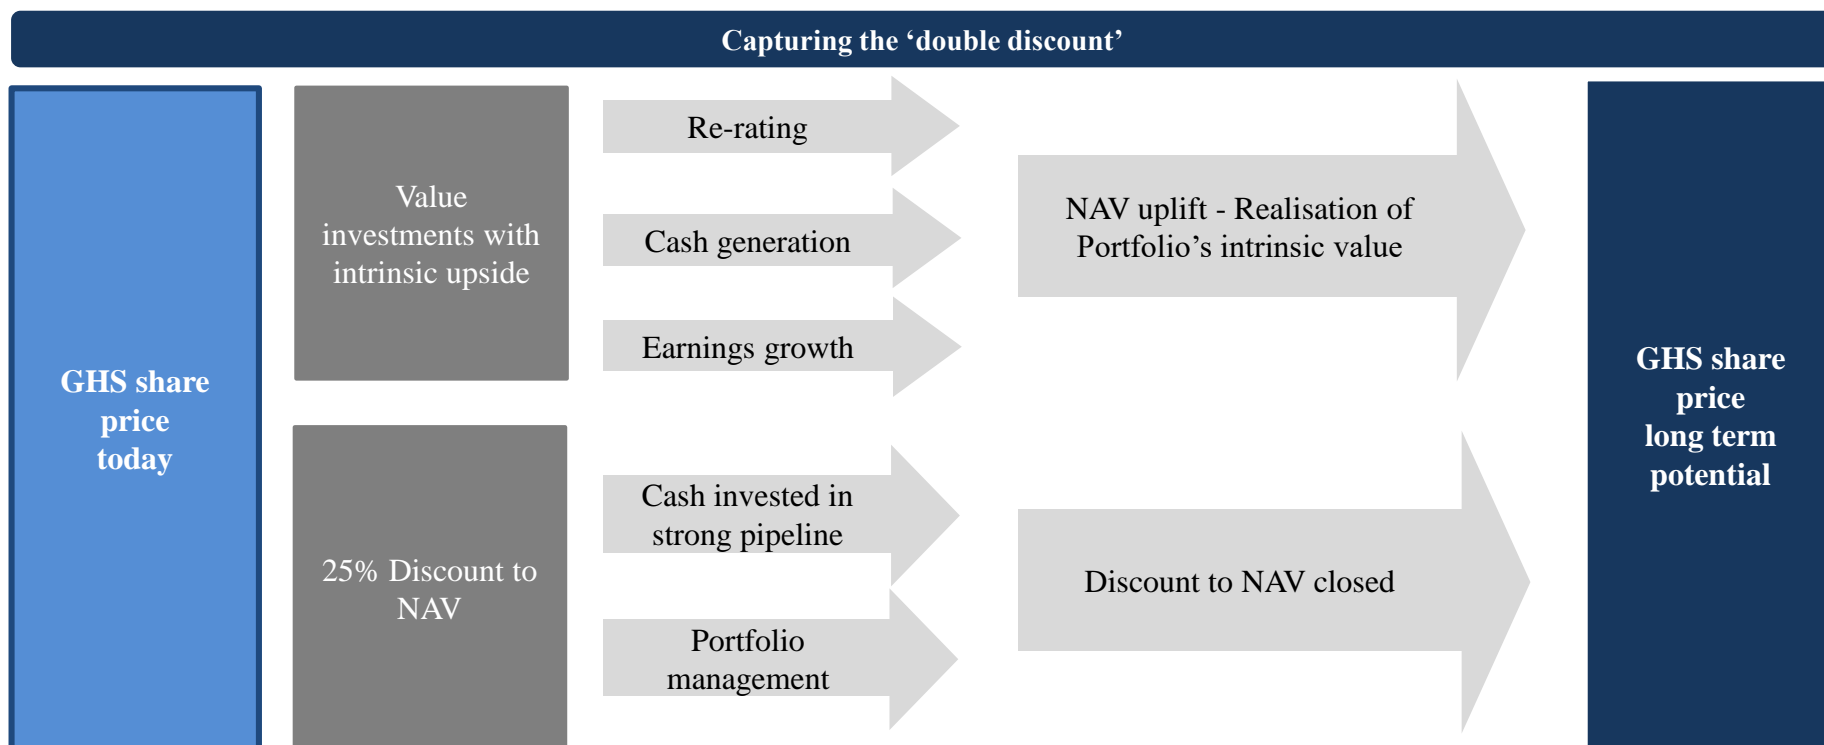 Capturing the ‘double discount’
GHS share
price
today
Value
investments with
intrinsic upside
Re-rating
Cash generation
Earnings growth
NAV uplift - Realisation of
Portfolio’s intrinsic value
25% Discount to
NAV
Cash invested in
strong pipeline
Portfolio
management
Discount to NAV closed
GHS share
price
long term
potential